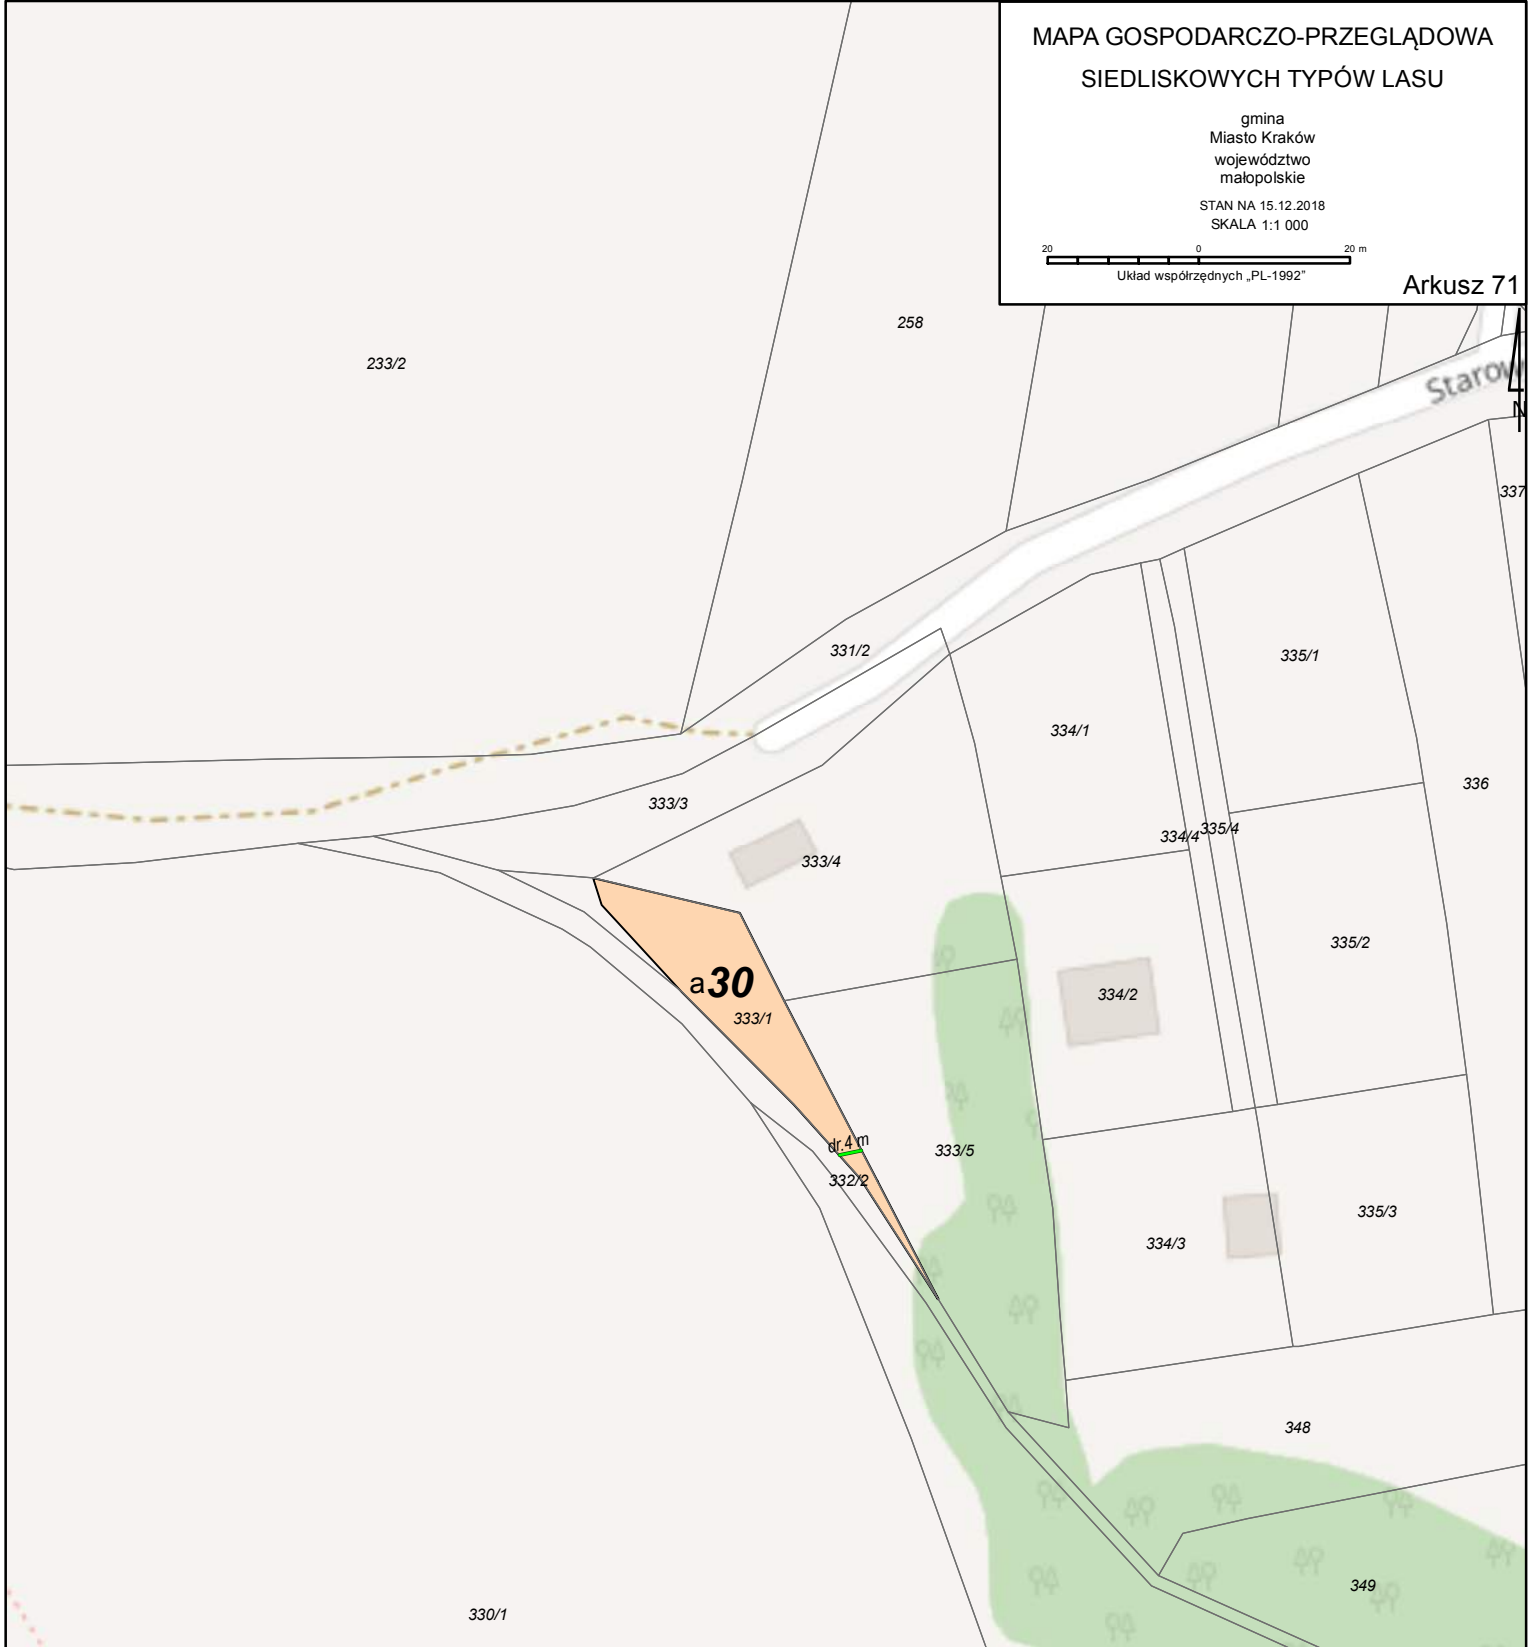 MAPA GOSPODARCZO-PRZEGLĄDOWA
SIEDLISKOWYCH TYPÓW LASU
gmina
Miasto Kraków
województwo
małopolskie
STAN NA 15.12.2018
SKALA 1:1 000
20 0 20 m
Układ współrzędnych „PL-1992”
Arkusz 71
258
233/2
Starow
N
337
331/2
335/1
334/1
336
333/3
334/4
335/4
333/4
335/2
a30
334/2
333/1
dr.4 m
333/5
332/2
335/3
334/3
348
349
330/1